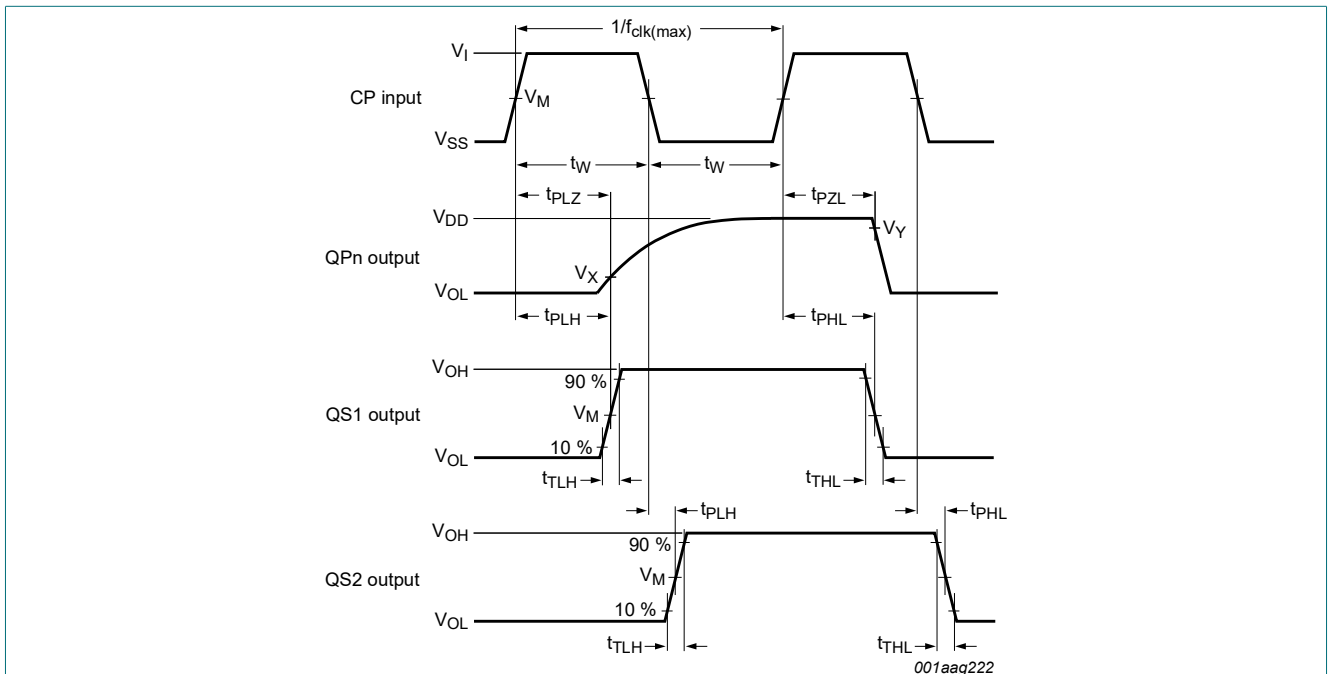 1/fclk(max)
VI
CP input
VM
VSS
tW
tW
tPLZ
tPZL
VDD
VY
QPn output
VX
VOL
tPLH
tPHL
VOH
90 %
QS1 output
VM
10 %
VOL
tTLH
tTHL
tPLH
tPHL
VOH
90 %
QS2 output
VM
10 %
VOL
tTLH
tTHL
001aag222